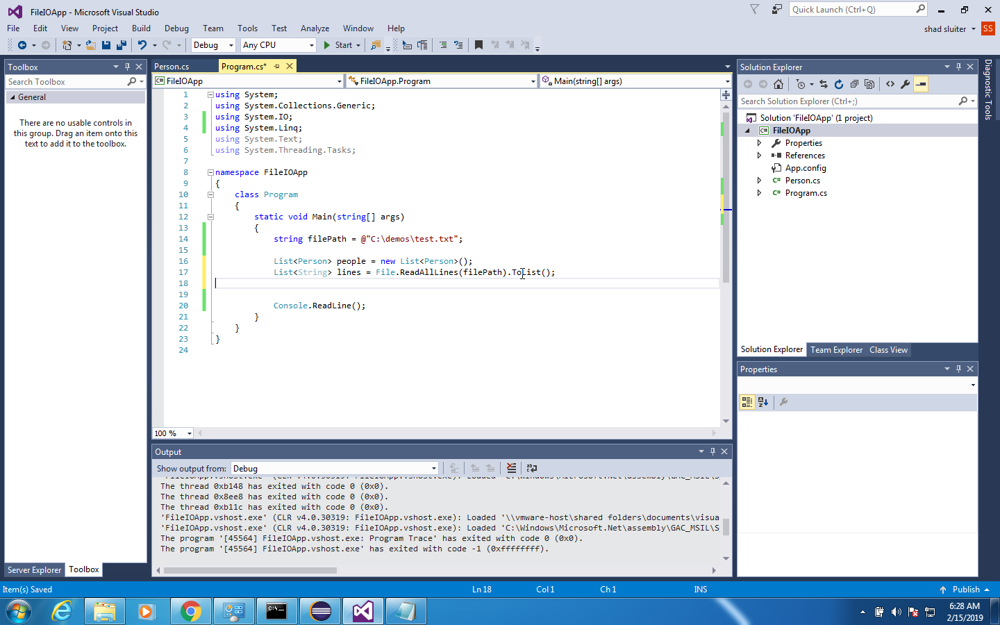 FileIOApp - Microsoft Visual Studio
Quick Launch (Ctrl+Q)
File Edit View Project Build Debug Team Tools Test Analyze Window Help
shad sluiter SS
Debug Any CPU Start
Toolbox
Search Toolbox
General
There are no usable controls in
this group. Drag an item onto this
text to add it to the toolbox.
Server Explorer Toolbox
Person.cs Program.cs*
FileIOApp FileIOApp.Program Main(string[] args)
1 using System;
2 using System.Collections.Generic;
3 using System.IO;
4 using System.Linq;
5 using System.Text;
6 using System.Threading.Tasks;
7
8 namespace FileIOApp
9 {
10 class Program
11 {
12 static void Main(string[] args)
13 {
14 string filePath = @"C:\demos\test.txt";
15
16 List<Person> people = new List<Person>();
17 List<String> lines = File.ReadAllLines(filePath).ToList();
18
19
20 Console.ReadLine();
21 }
22 }
23 }
24
100 %
Output
Show output from: Debug
The thread 0xb148 has exited with code 0 (0x0).
The thread 0x8ee8 has exited with code 0 (0x0).
The thread 0xb11c has exited with code 0 (0x0).
'FileIOApp.vshost.exe' (CLR v4.0.30319: FileIOApp.vshost.exe): Loaded '\\vmware-host\shared folders\documents\visua
'FileIOApp.vshost.exe' (CLR v4.0.30319: FileIOApp.vshost.exe): Loaded 'C:\Windows\Microsoft.Net\assembly\GAC_MSIL\S
The program '[45564] FileIOApp.vshost.exe: Program Trace' has exited with code 0 (0x0).
The program '[45564] FileIOApp.vshost.exe' has exited with code -1 (0xffffffff).
Solution Explorer
Search Solution Explorer (Ctrl+;)
Solution 'FileIOApp' (1 project)
C# FileIOApp
Properties
References
App.config
C# Person.cs
C# Program.cs
Solution Explorer Team Explorer Class View
Properties
Diagnostic Tools
Item(s) Saved Ln 18 Col 1 Ch 1 INS Publish
6:28 AM
2/15/2019